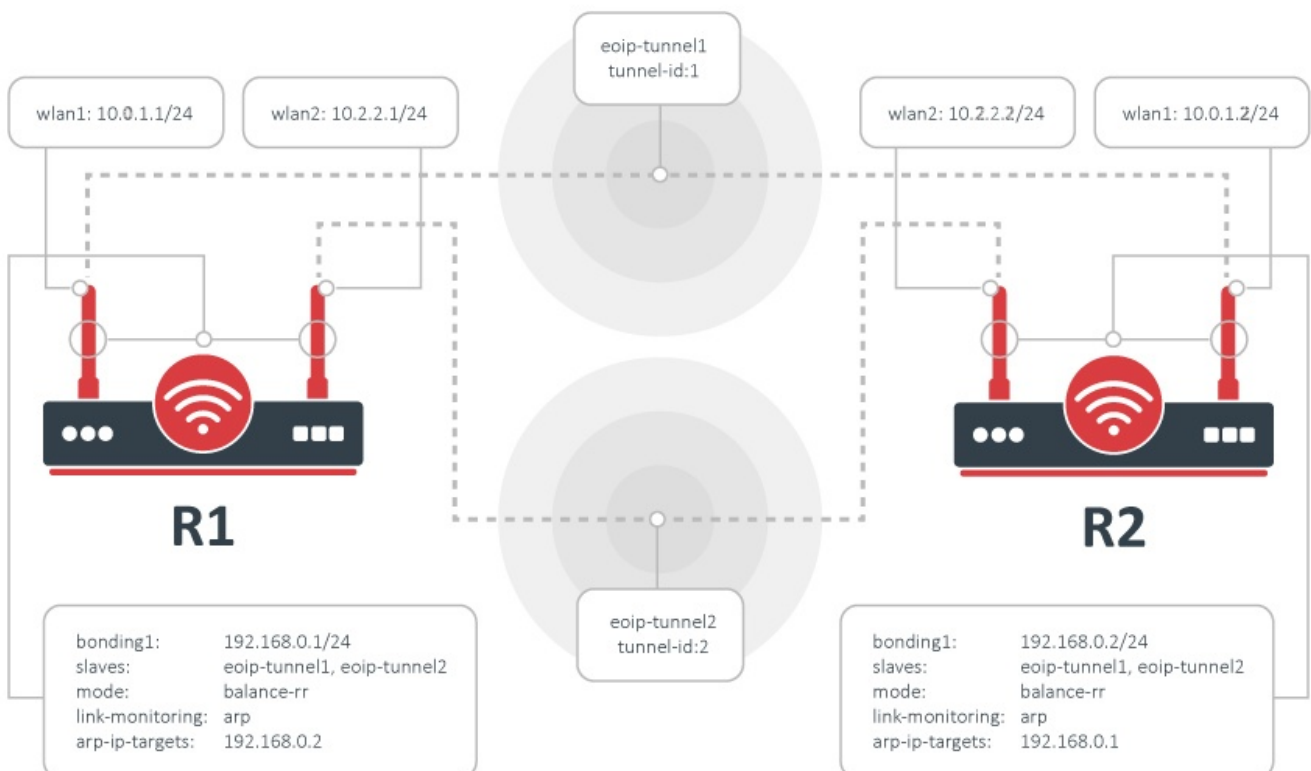 eoip-tunnel1
tunnel-id:1
wlan1: 10.0.1.1/24
wlan2: 10.2.2.1/24
wlan2: 10.2.2.2/24
wlan1: 10.0.1.2/24
R1
R2
eoip-tunnel2
tunnel-id:2
bonding1: 192.168.0.1/24
slaves: eoip-tunnel1, eoip-tunnel2
mode: balance-rr
link-monitoring: arp
arp-ip-targets: 192.168.0.2
bonding1: 192.168.0.2/24
slaves: eoip-tunnel1, eoip-tunnel2
mode: balance-rr
link-monitoring: arp
arp-ip-targets: 192.168.0.1